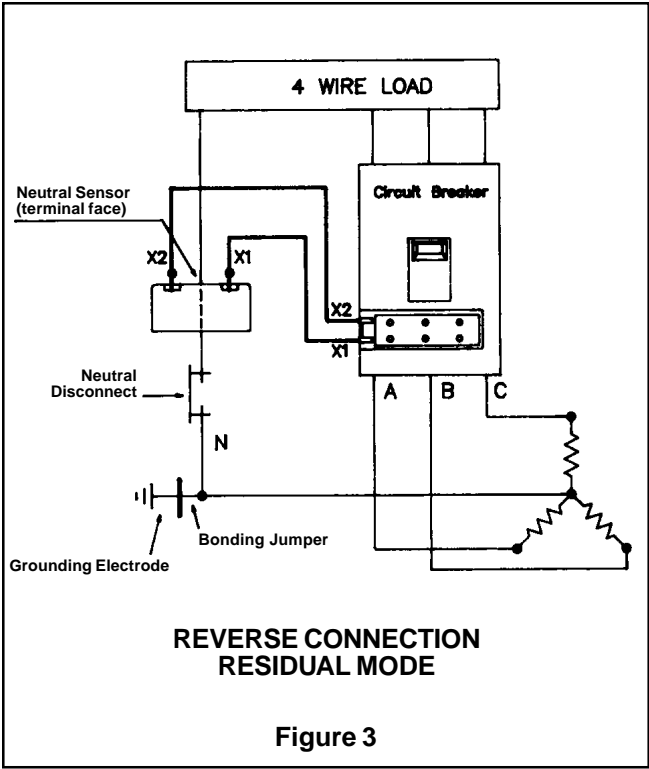 4 WIRE LOAD
Neutral Sensor
(terminal face)
Circuit Breaker
X2
X1
X2
X1
Neutral
Disconnect
A
B
C
N
Bonding Jumper
Grounding Electrode
REVERSE CONNECTION
RESIDUAL MODE
Figure 3